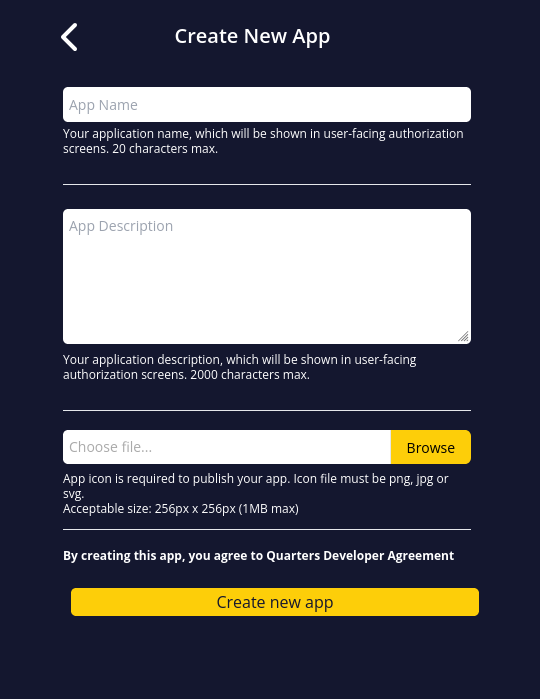 Create New App
App Name
Your application name, which will be shown in user-facing authorization
screens. 20 characters max.
App Description
Your application description, which will be shown in user-facing
authorization screens. 2000 characters max.
Choose file... Browse
App icon is required to publish your app. Icon file must be png, jpg or
svg.
Acceptable size: 256px x 256px (1MB max)
By creating this app, you agree to Quarters Developer Agreement
Create new app